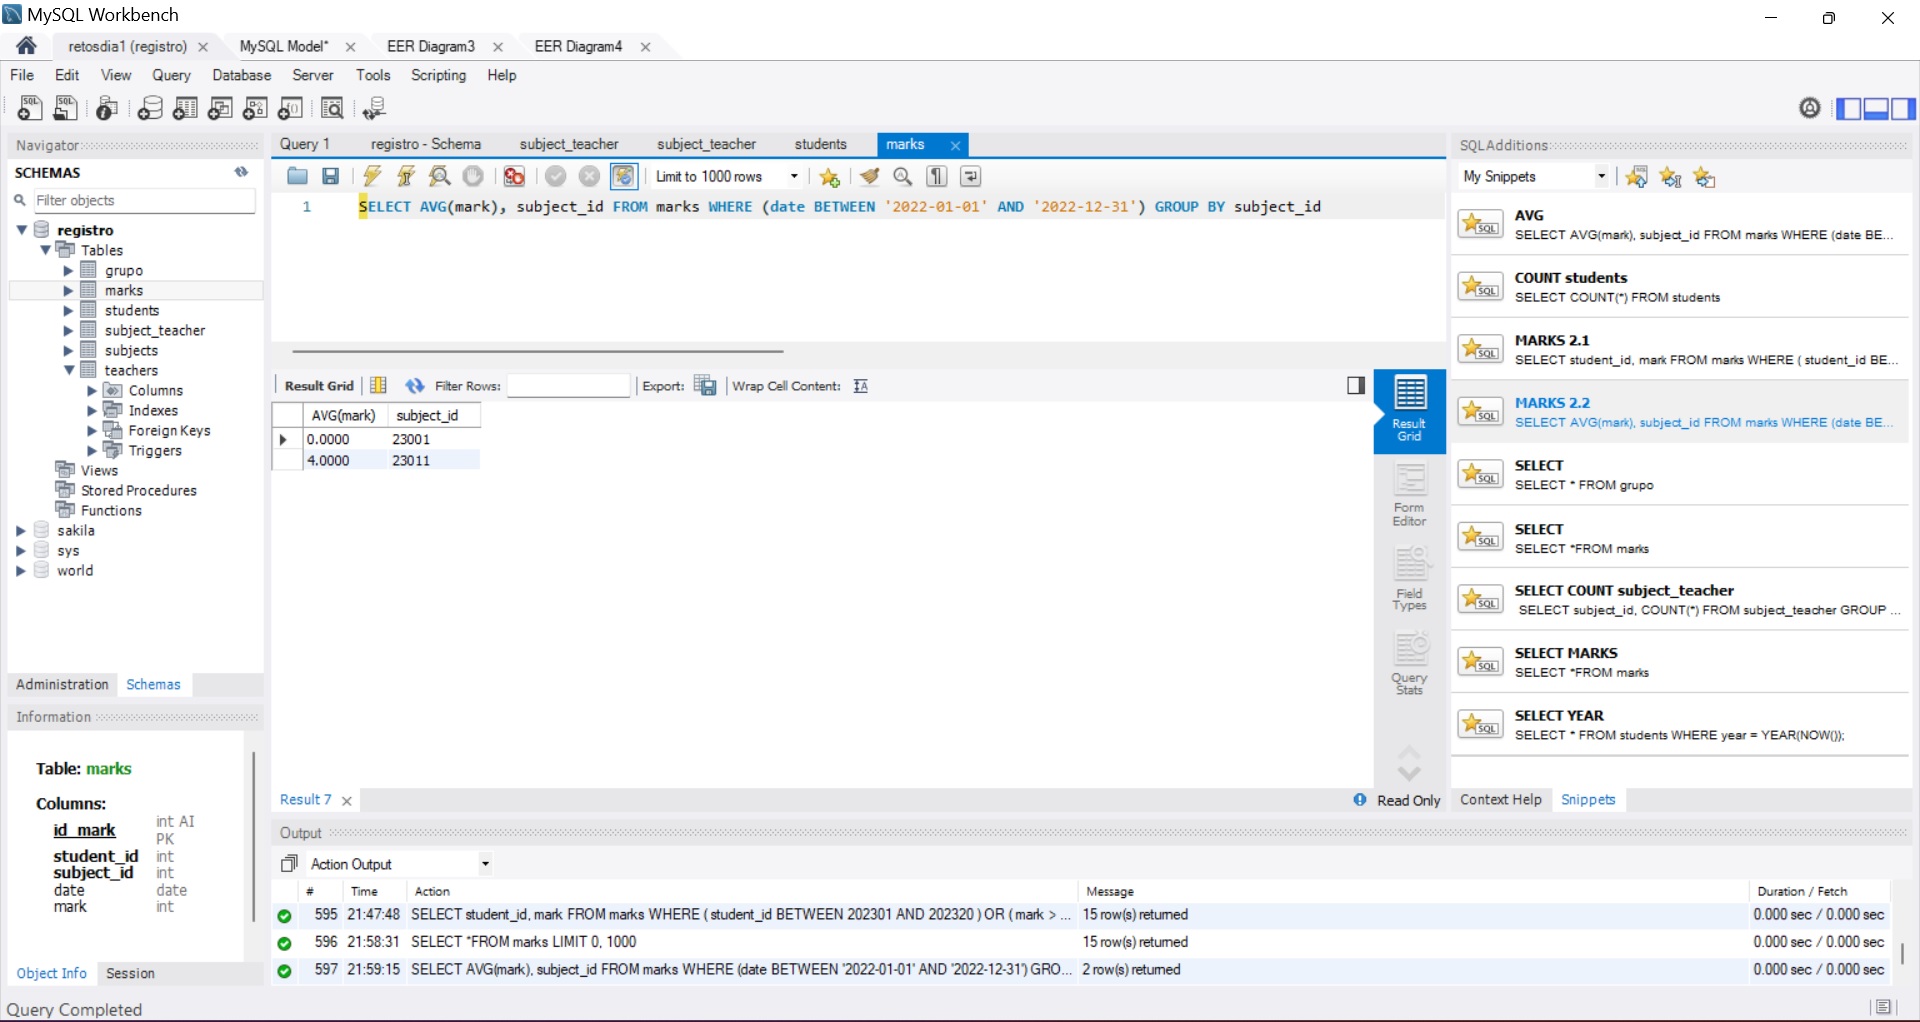 MySQL Workbench
retosdia1 (registro)
MySQL Model*
EER Diagram3
EER Diagram4
File Edit View Query Database Server Tools Scripting Help
Navigator
SCHEMAS
Filter objects
registro
Tables
grupo
marks
students
subject_teacher
subjects
teachers
Columns
Indexes
Foreign Keys
Triggers
Views
Stored Procedures
Functions
sakila
sys
world
Administration Schemas
Information
Table: marks
Columns:
id_mark int AI PK
student_id int
subject_id int
date date
mark int
Object Info Session
Query Completed
Query 1
registro - Schema
subject_teacher
subject_teacher
students
marks
Limit to 1000 rows
1 SELECT AVG(mark), subject_id FROM marks WHERE (date BETWEEN '2022-01-01' AND '2022-12-31') GROUP BY subject_id
Result Grid Filter Rows: Export: Wrap Cell Content:
AVG(mark) subject_id
0.0000 23001
4.0000 23011
Result Grid
Form Editor
Field Types
Query Stats
Result 7
Read Only
SQLAdditions
My Snippets
AVG
SELECT AVG(mark), subject_id FROM marks WHERE (date BE...
COUNT students
SELECT COUNT(*) FROM students
MARKS 2.1
SELECT student_id, mark FROM marks WHERE ( student_id BE...
MARKS 2.2
SELECT AVG(mark), subject_id FROM marks WHERE (date BE...
SELECT
SELECT * FROM grupo
SELECT
SELECT *FROM marks
SELECT COUNT subject_teacher
SELECT subject_id, COUNT(*) FROM subject_teacher GROUP ...
SELECT MARKS
SELECT *FROM marks
SELECT YEAR
SELECT * FROM students WHERE year = YEAR(NOW());
Context Help Snippets
Output
Action Output
# Time Action Message Duration / Fetch
595 21:47:48 SELECT student_id, mark FROM marks WHERE ( student_id BETWEEN 202301 AND 202320 ) OR ( mark > ... 15 row(s) returned 0.000 sec / 0.000 sec
596 21:58:31 SELECT *FROM marks LIMIT 0, 1000 15 row(s) returned 0.000 sec / 0.000 sec
597 21:59:15 SELECT AVG(mark), subject_id FROM marks WHERE (date BETWEEN '2022-01-01' AND '2022-12-31') GRO... 2 row(s) returned 0.000 sec / 0.000 sec